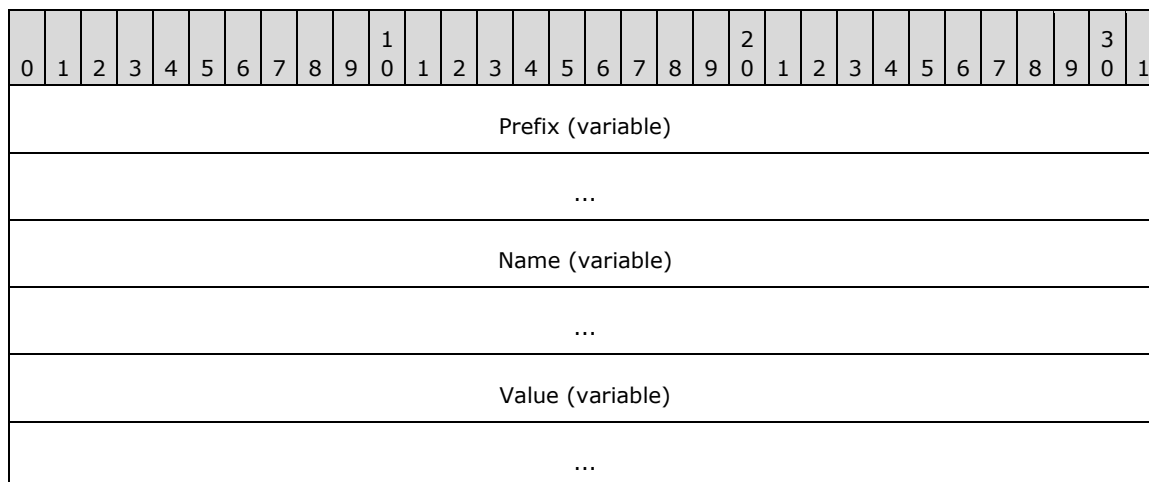 1 2 3
0 1 2 3 4 5 6 7 8 9 0 1 2 3 4 5 6 7 8 9 0 1 2 3 4 5 6 7 8 9 0 1
Prefix (variable)
...
Name (variable)
...
Value (variable)
...